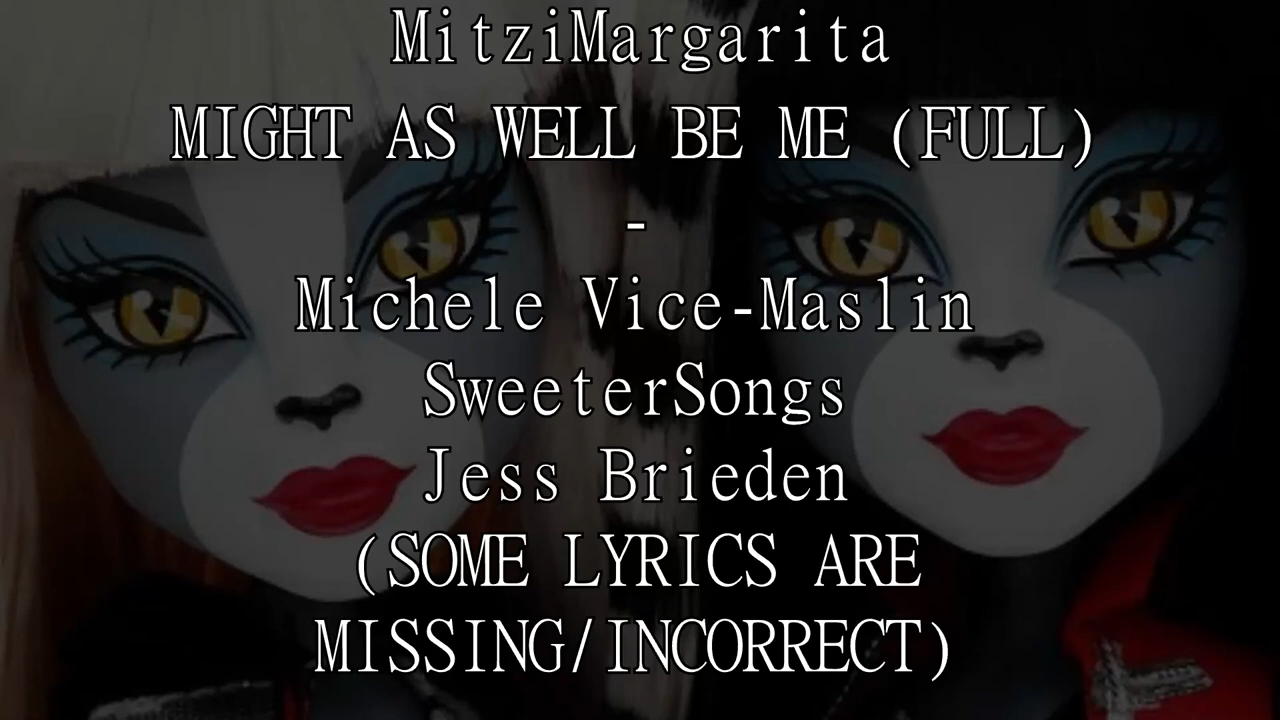 MitziMargarita
MIGHT AS WELL BE ME (FULL)
-
Michele Vice-Maslin
SweeterSongs
Jess Brieden
(SOME LYRICS ARE
MISSING/INCORRECT)